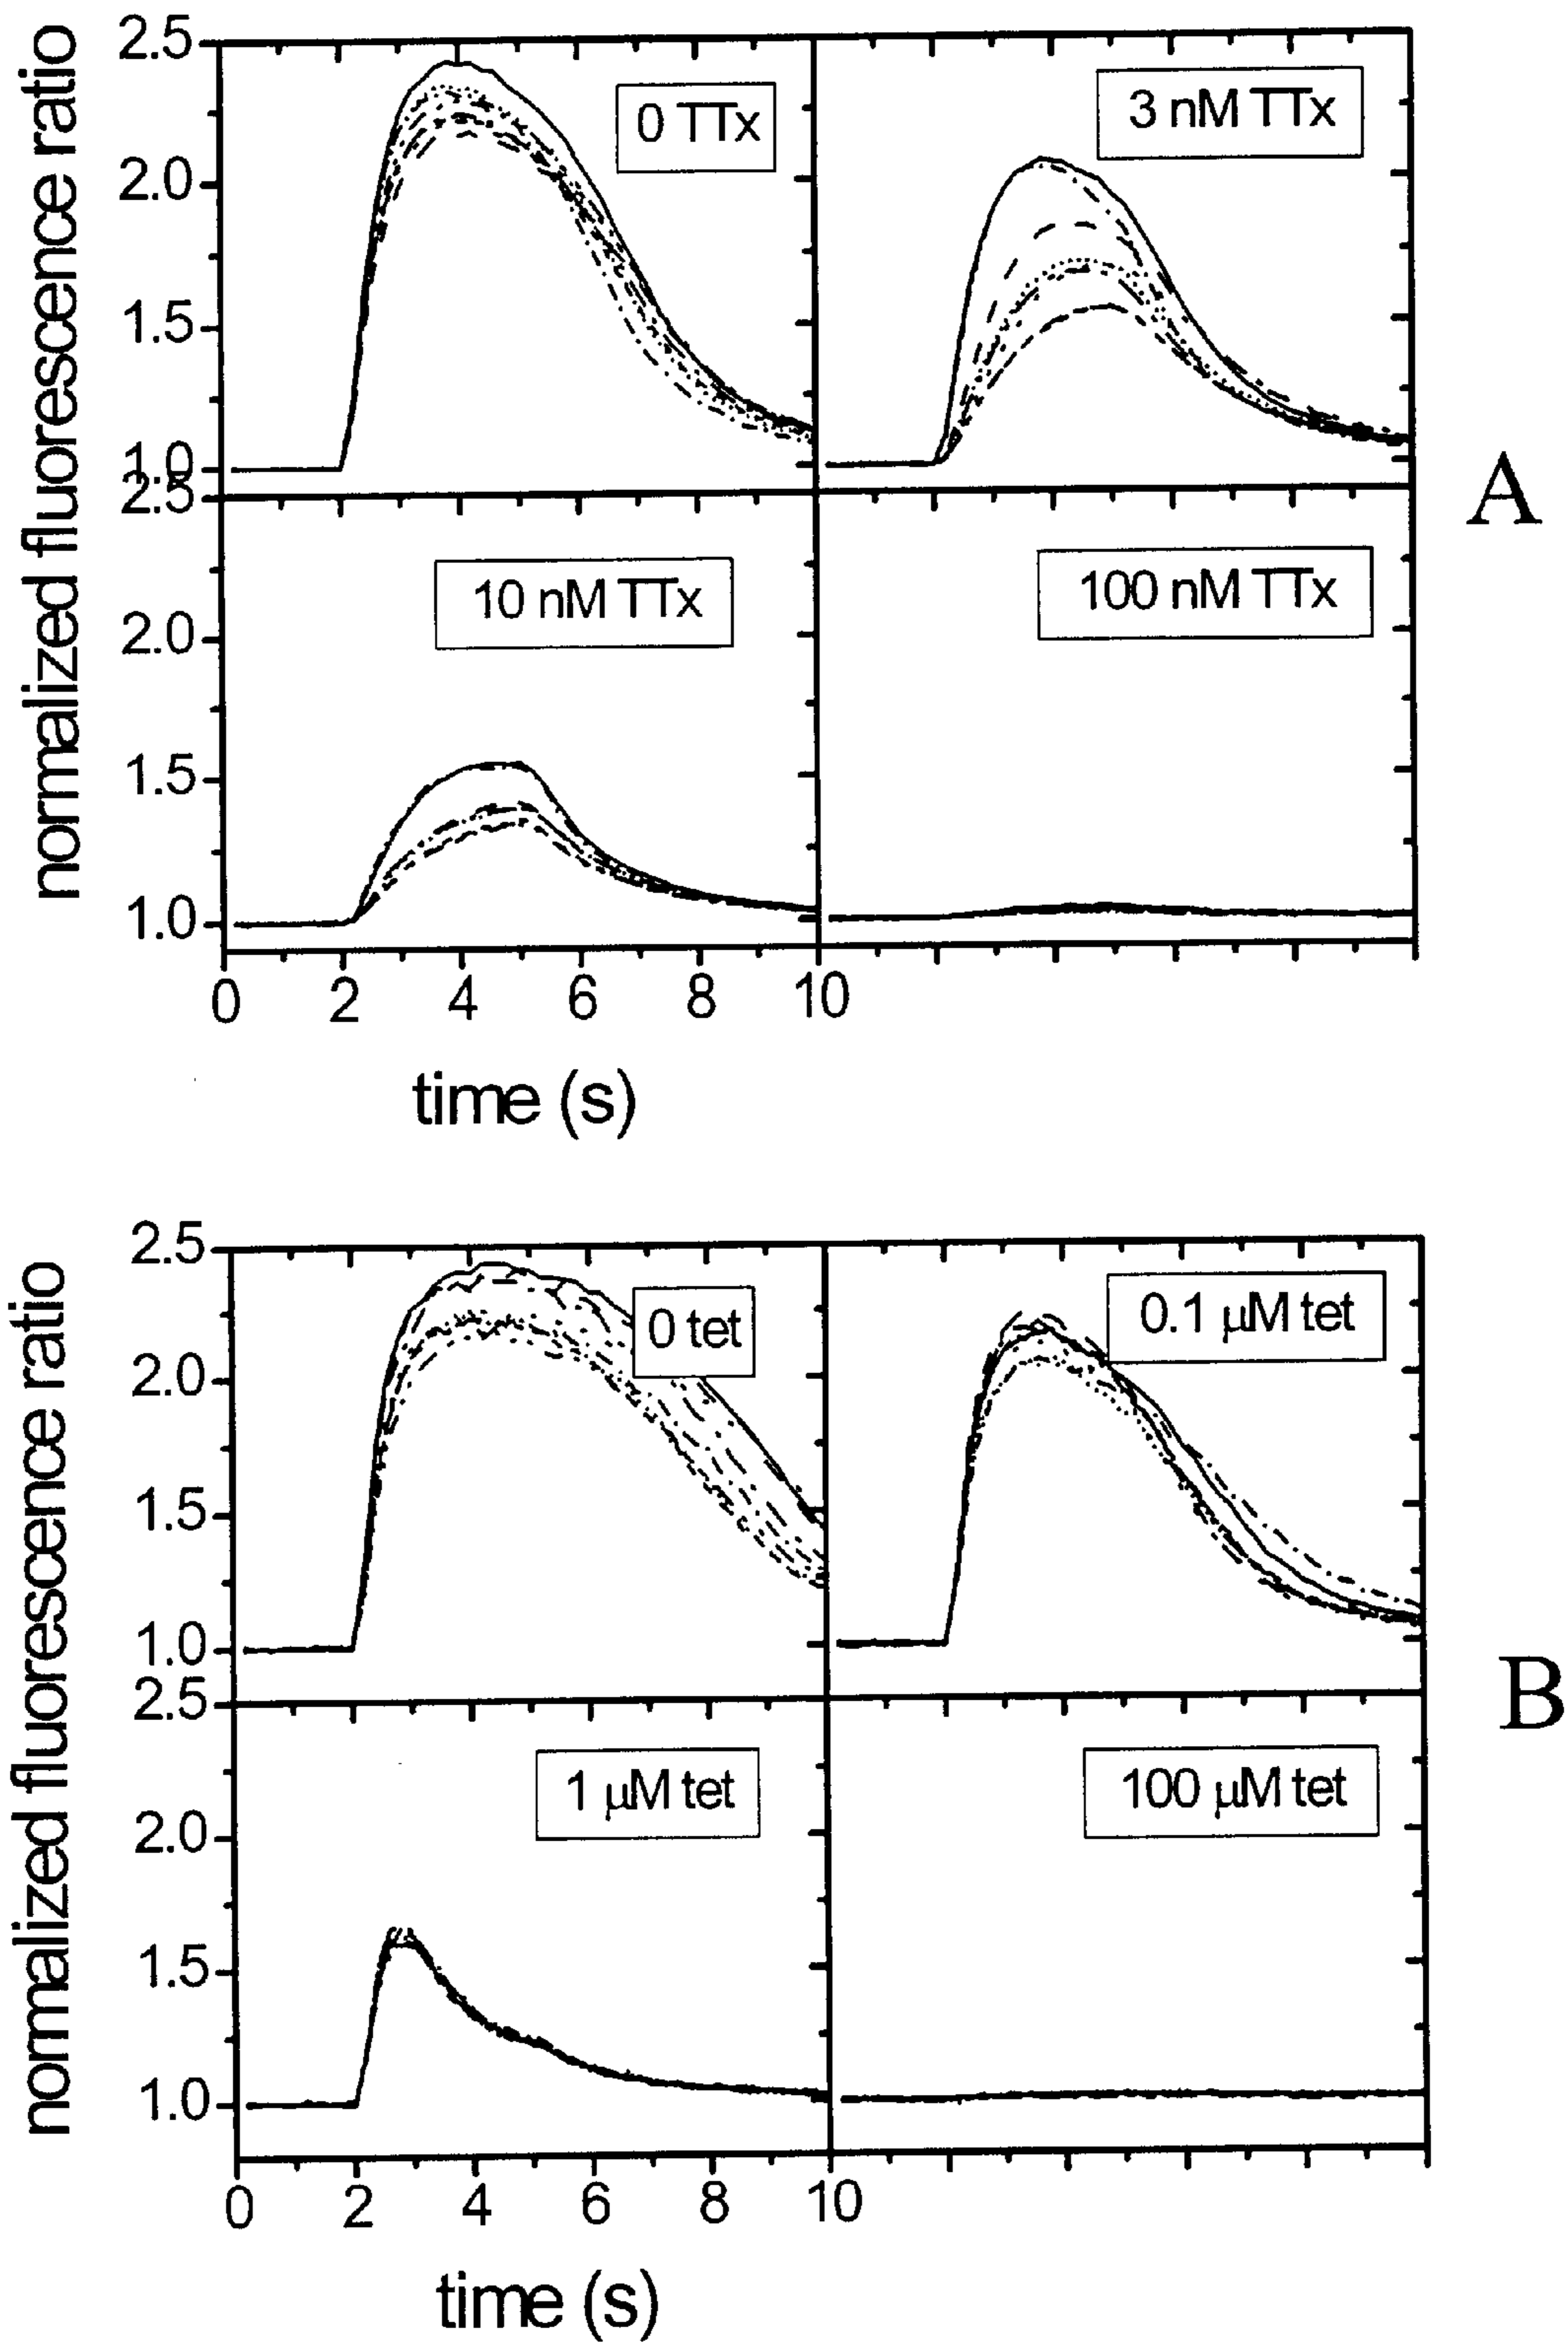 normalized fluorescence ratio
2.5
2.0
1.5
1.0
0 TTx
3 nM TTx
A
2.5
2.0
1.5
1.0
10 nM TTx
100 nM TTx
0 2 4 6 8 10
time (s)
normalized fluorescence ratio
2.5
2.0
1.5
1.0
0 tet
0.1 µM tet
B
2.5
2.0
1.5
1.0
1 µM tet
100 µM tet
0 2 4 6 8 10
time (s)